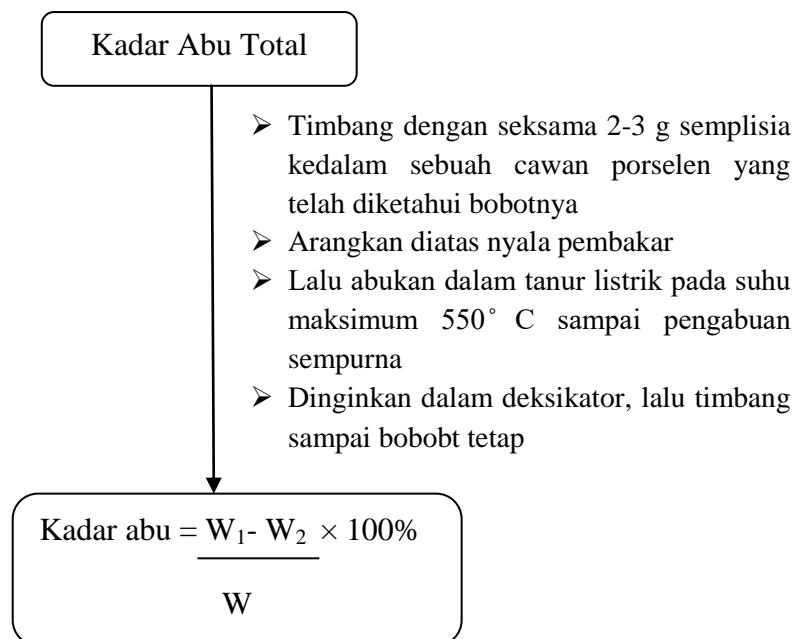 Kadar Abu Total
➢ Timbang dengan seksama 2-3 g semplisia
kedalam sebuah cawan porselen yang
telah diketahui bobotnya
➢ Arangkan diatas nyala pembakar
➢ Lalu abukan dalam tanur listrik pada suhu
maksimum 550˚ C sampai pengabuan
sempurna
➢ Dinginkan dalam deksikator, lalu timbang
sampai bobobt tetap
Kadar abu = W₁- W₂ × 100%
W